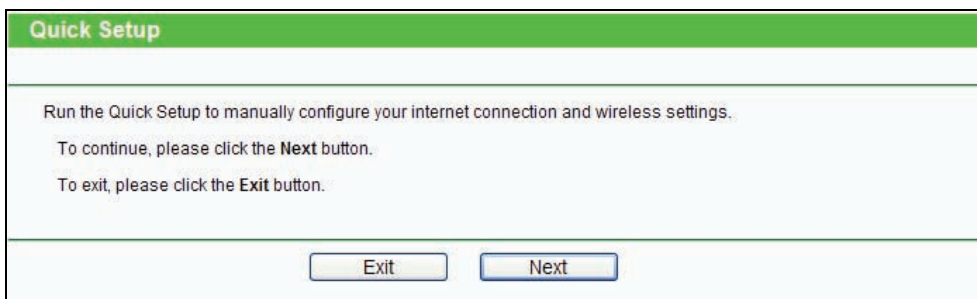 Quick Setup
Run the Quick Setup to manually configure your internet connection and wireless settings.
To continue, please click the Next button.
To exit, please click the Exit button.
Exit Next